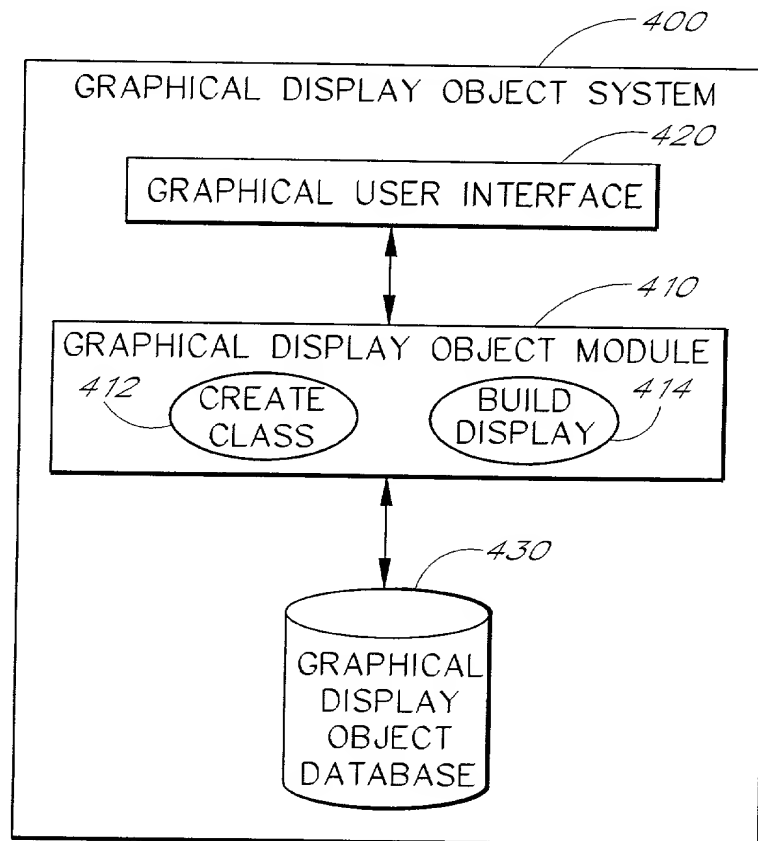 400
GRAPHICAL DISPLAY OBJECT SYSTEM
420
GRAPHICAL USER INTERFACE
410
GRAPHICAL DISPLAY OBJECT MODULE
412
CREATE
CLASS
BUILD
DISPLAY
414
430
GRAPHICAL
DISPLAY
OBJECT
DATABASE